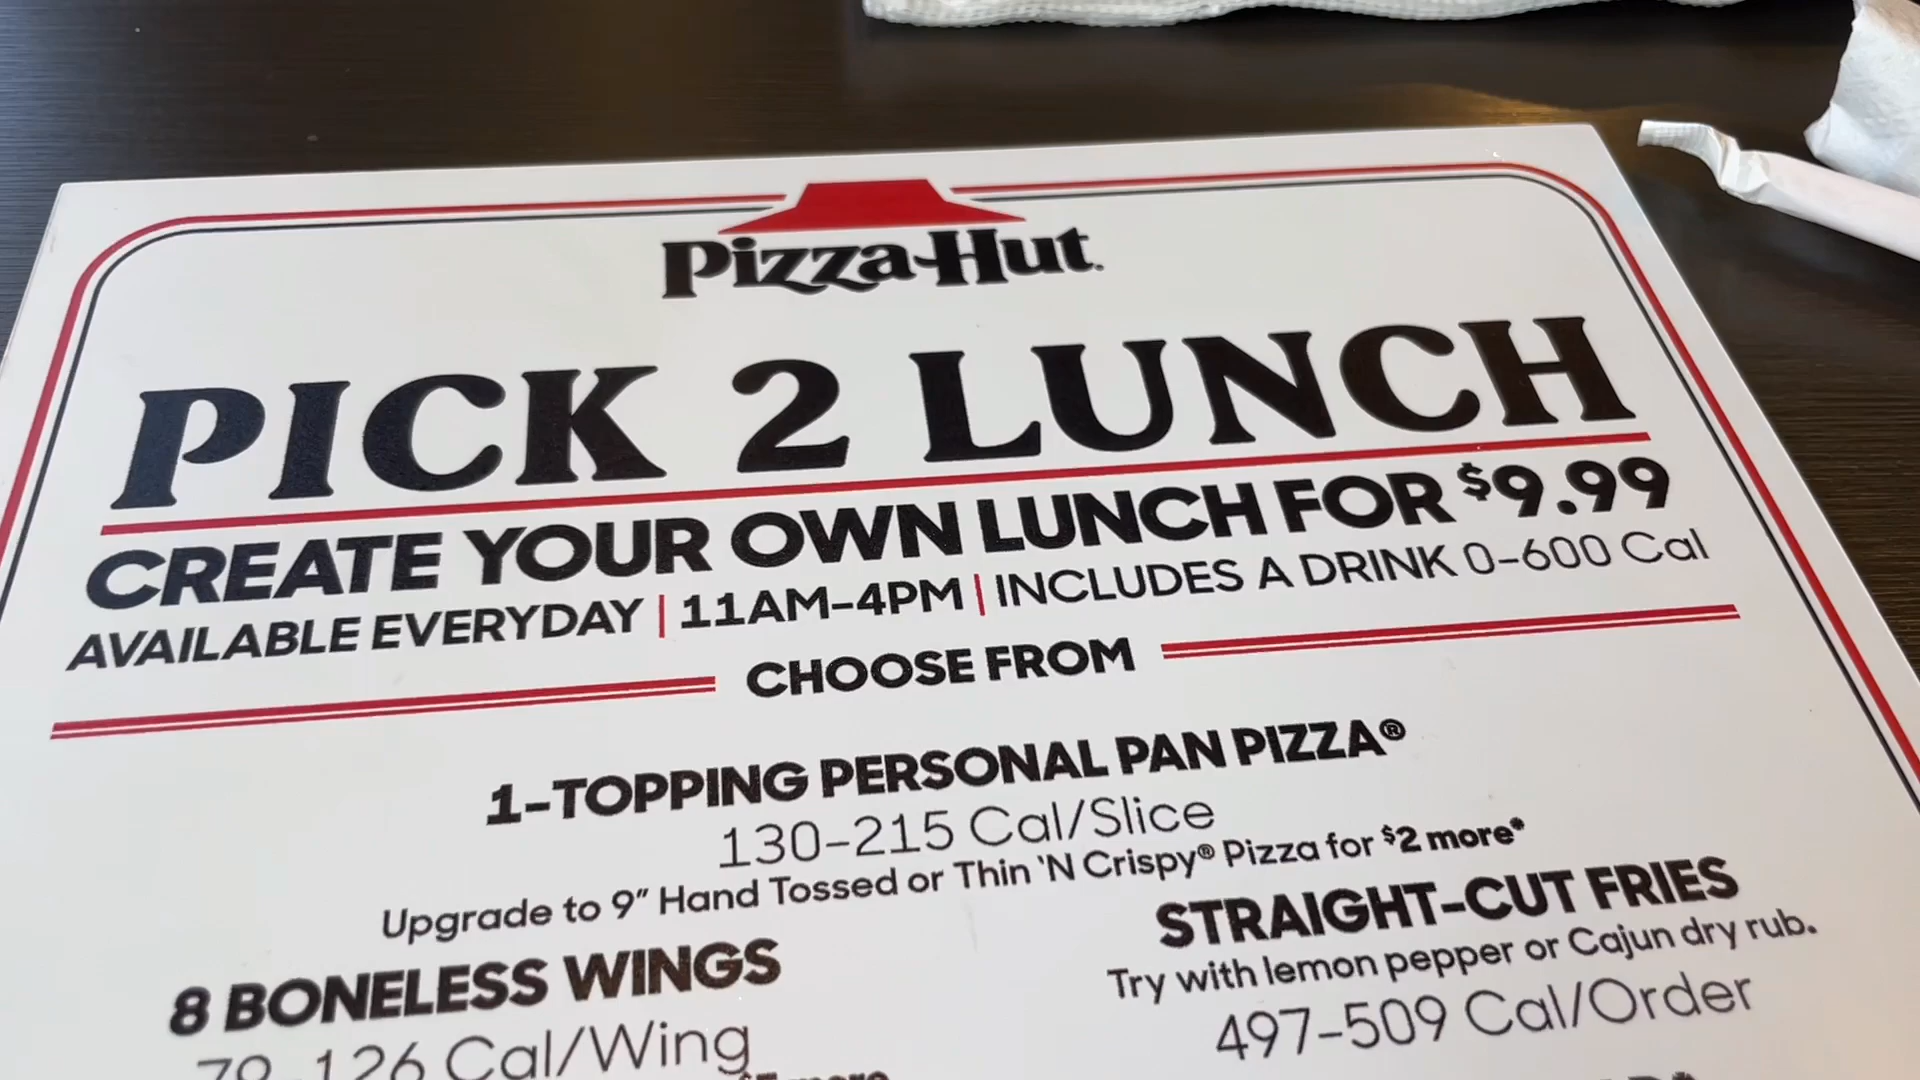 Pizza Hut
PICK 2 LUNCH
CREATE YOUR OWN LUNCH FOR $9.99
AVAILABLE EVERYDAY | 11AM–4PM | INCLUDES A DRINK 0–600 Cal
CHOOSE FROM
1-TOPPING PERSONAL PAN PIZZA®
130–215 Cal/Slice
Upgrade to 9” Hand Tossed or Thin ‘N Crispy® Pizza for $2 more*
8 BONELESS WINGS
Cal/Wing
more
STRAIGHT-CUT FRIES
Try with lemon pepper or Cajun dry rub.
497–509 Cal/Order